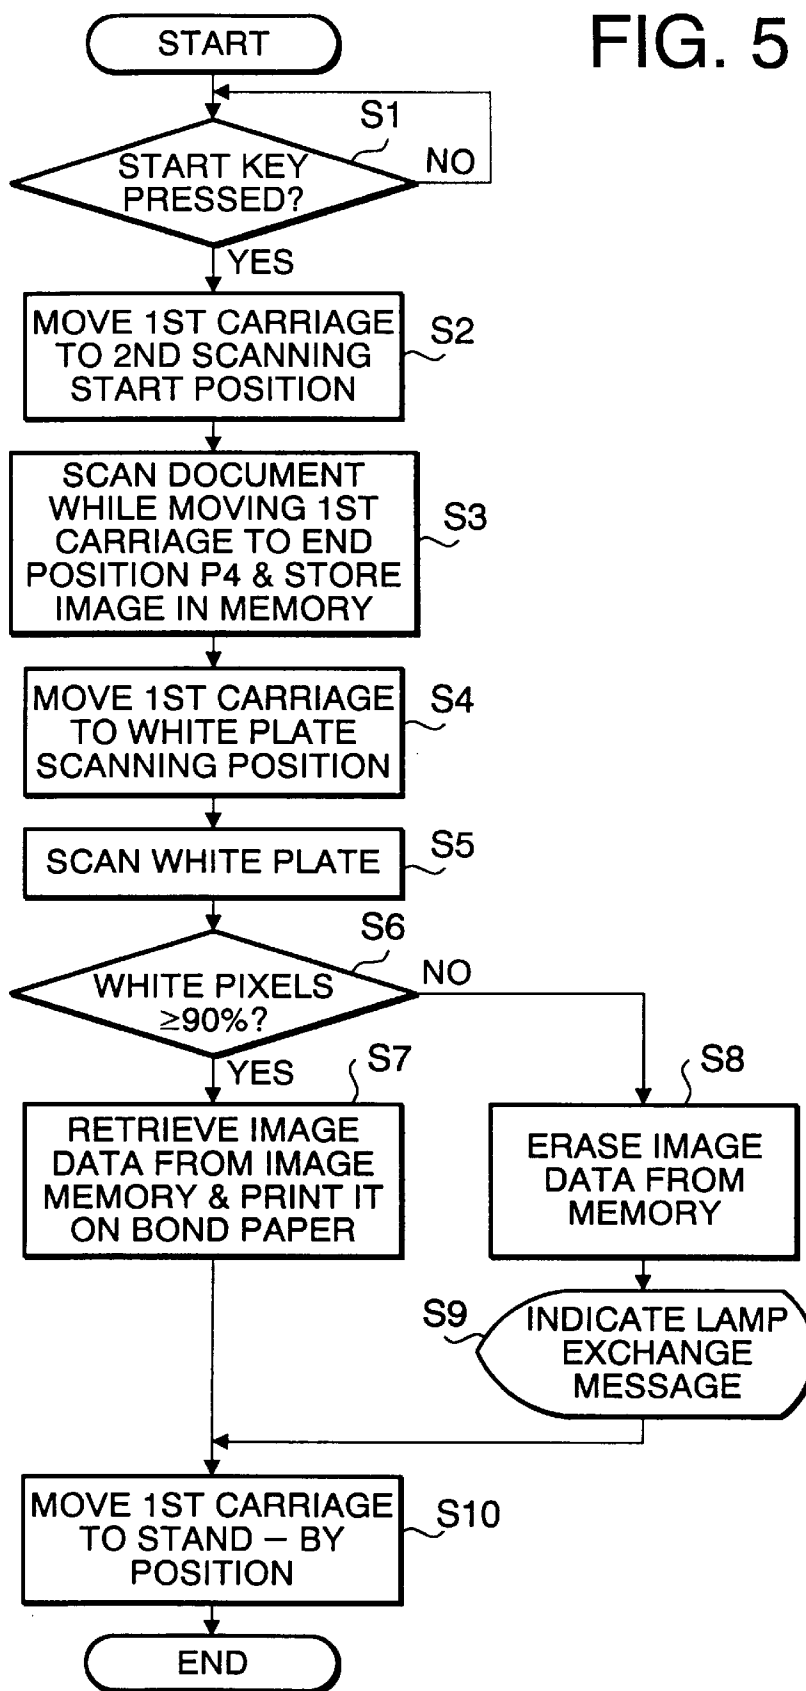 FIG. 5
START
S1
START KEY
PRESSED?
NO
YES
MOVE 1ST CARRIAGE
TO 2ND SCANNING
START POSITION
S2
SCAN DOCUMENT
WHILE MOVING 1ST
CARRIAGE TO END
POSITION P4 & STORE
IMAGE IN MEMORY
S3
MOVE 1ST CARRIAGE
TO WHITE PLATE
SCANNING POSITION
S4
SCAN WHITE PLATE
S5
S6
WHITE PIXELS
≥90%?
NO
YES
S7
RETRIEVE IMAGE
DATA FROM IMAGE
MEMORY & PRINT IT
ON BOND PAPER
S8
ERASE IMAGE
DATA FROM
MEMORY
S9
INDICATE LAMP
EXCHANGE
MESSAGE
MOVE 1ST CARRIAGE
TO STAND – BY
POSITION
S10
END